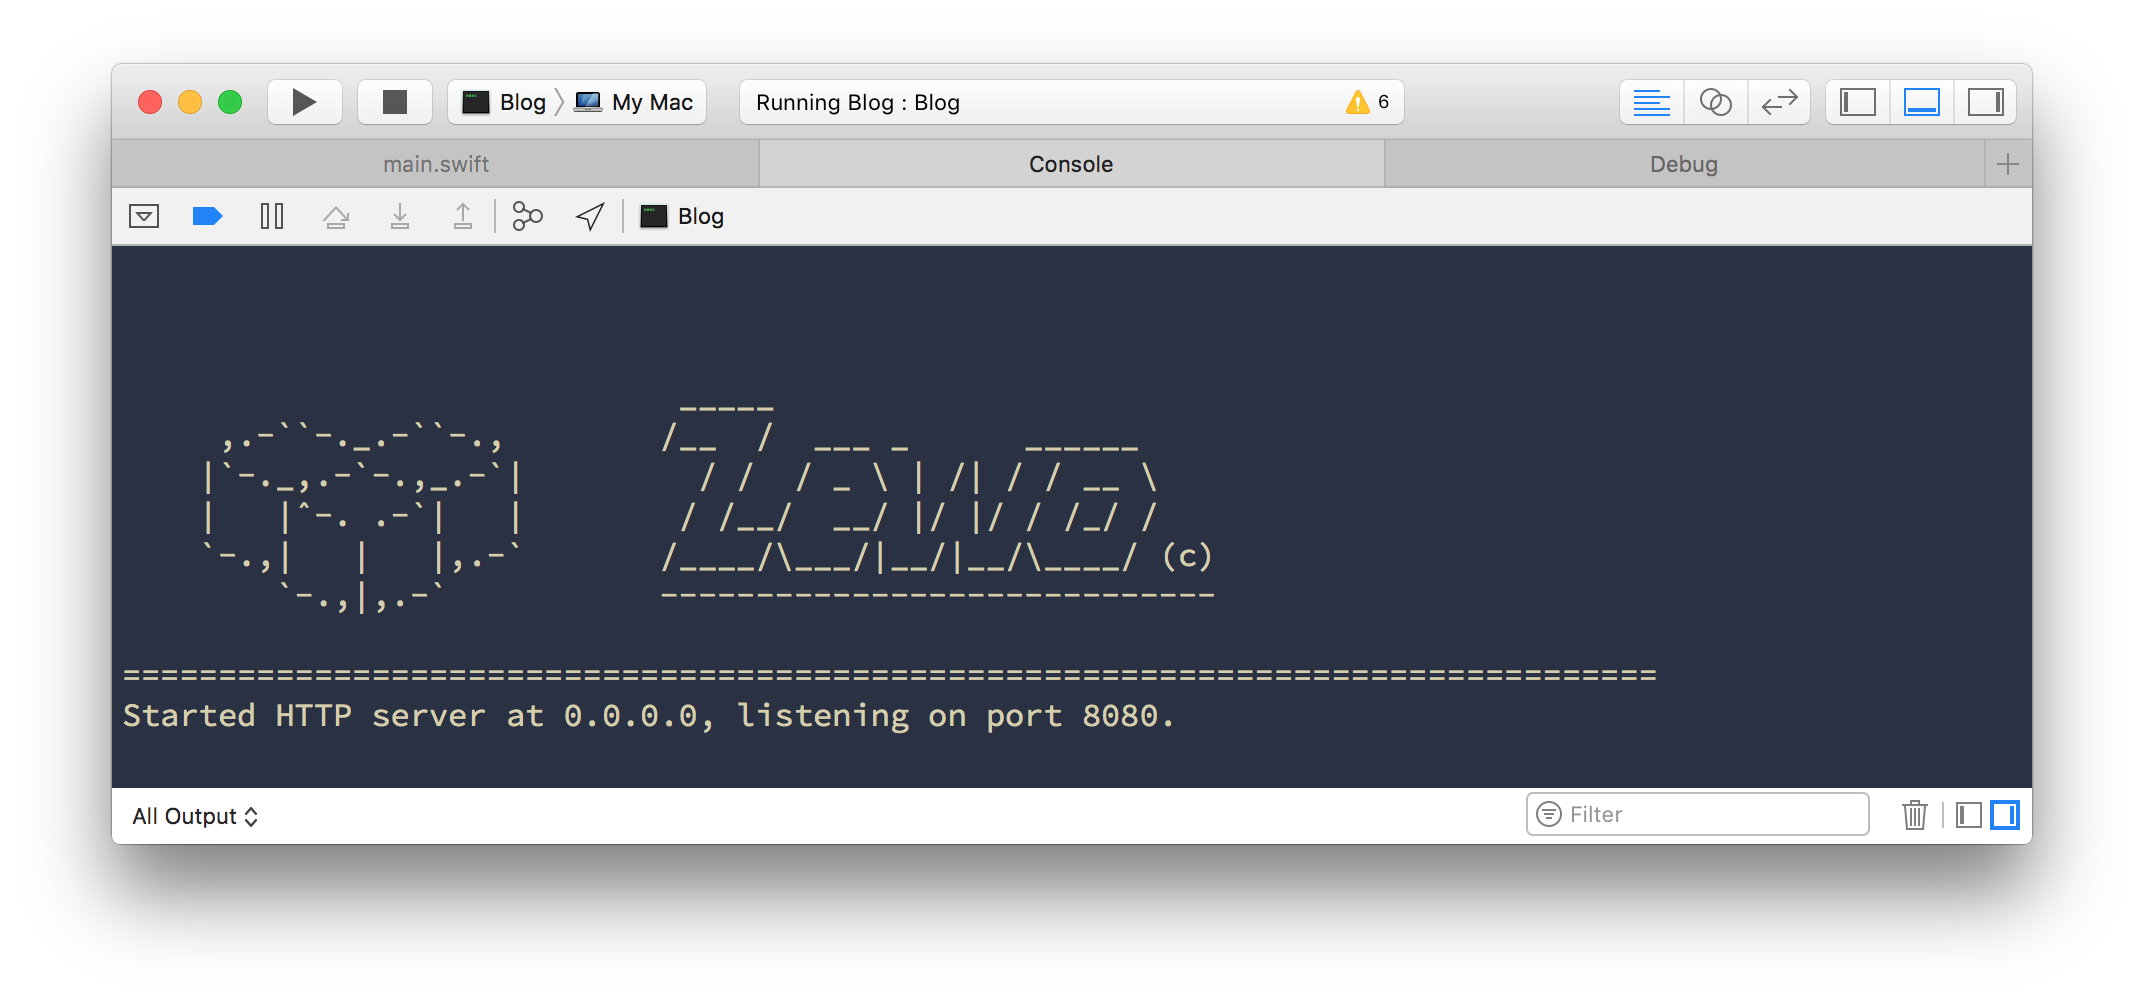 Blog My Mac
Running Blog : Blog
6
main.swift
Console
Debug
Blog
Zewo (c)
================================================================================
Started HTTP server at 0.0.0.0, listening on port 8080.
All Output
Filter